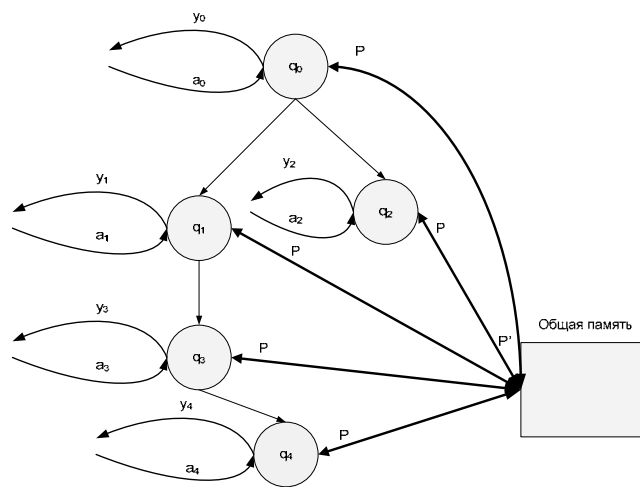 y₀
P
q₀
a₀
y₂
y₁
q₂
a₂
q₁
P
a₁
P
y₃
Общая память
P'
P
q₃
a₃
y₄
P
q₄
a₄